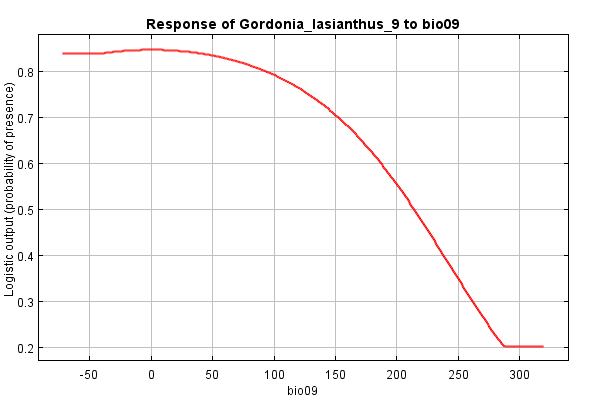 Response of Gordonia_lasianthus_9 to bio09
Logistic output (probability of presence)
0.8
0.7
0.6
0.5
0.4
0.3
0.2
-50 0 50 100 150 200 250 300
bio09